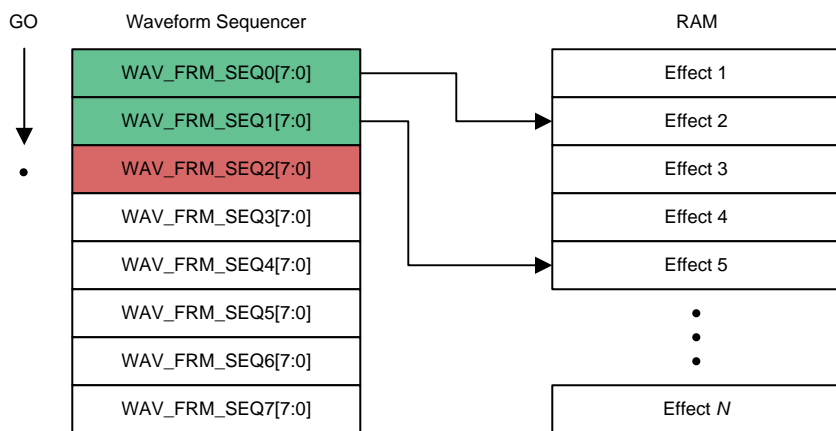 GO Waveform Sequencer RAM
WAV_FRM_SEQ0[7:0] Effect 1
WAV_FRM_SEQ1[7:0] Effect 2
WAV_FRM_SEQ2[7:0] Effect 3
WAV_FRM_SEQ3[7:0] Effect 4
WAV_FRM_SEQ4[7:0] Effect 5
WAV_FRM_SEQ5[7:0]
WAV_FRM_SEQ6[7:0]
WAV_FRM_SEQ7[7:0] Effect N